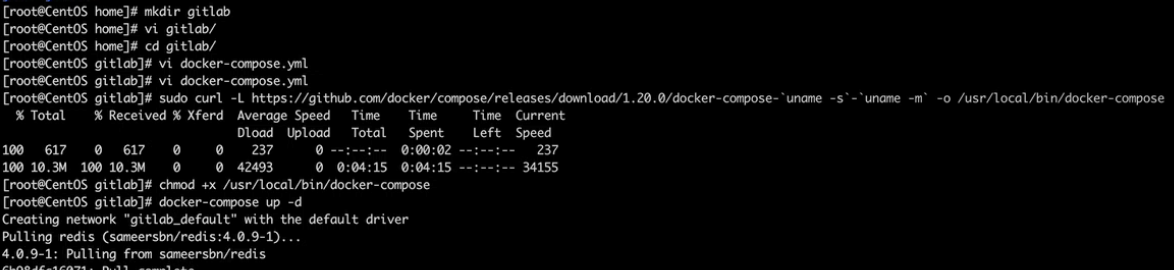 [root@CentOS home]# mkdir gitlab
[root@CentOS home]# vi gitlab/
[root@CentOS home]# cd gitlab/
[root@CentOS gitlab]# vi docker-compose.yml
[root@CentOS gitlab]# vi docker-compose.yml
[root@CentOS gitlab]# sudo curl -L https://github.com/docker/compose/releases/download/1.20.0/docker-compose-`uname -s`-`uname -m` -o /usr/local/bin/docker-compose
% Total % Received % Xferd Average Speed Time Time Time Current
Dload Upload Total Spent Left Speed
100 617 0 617 0 0 237 0 --:--:-- 0:00:02 --:--:-- 237
100 10.3M 100 10.3M 0 0 42493 0 0:04:15 0:04:15 --:--:-- 34155
[root@CentOS gitlab]# chmod +x /usr/local/bin/docker-compose
[root@CentOS gitlab]# docker-compose up -d
Creating network "gitlab_default" with the default driver
Pulling redis (sameersbn/redis:4.0.9-1)...
4.0.9-1: Pulling from sameersbn/redis
Pull complete